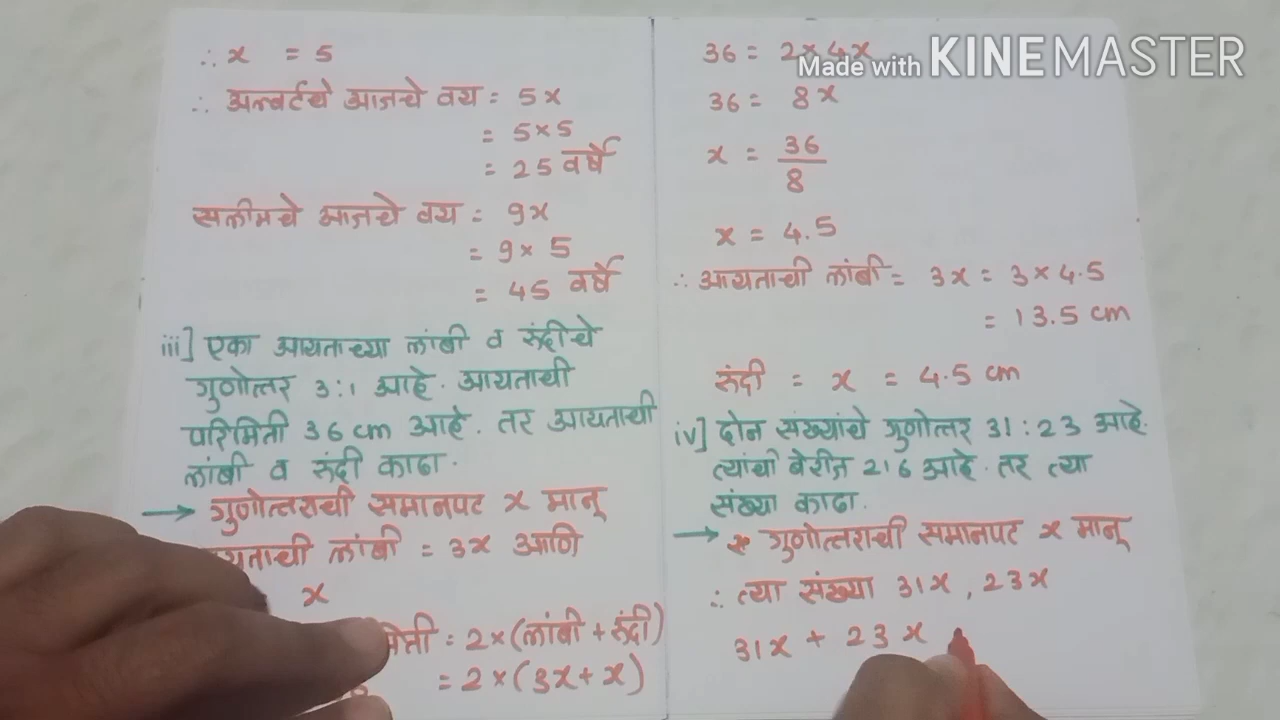 ∴ x = 5
∴ अल्बर्टचे आजचे वय = 5x
= 5×5
= 25 वर्षे
सलीमचे आजचे वय = 9x
= 9× 5
= 45 वर्षे
iii] एका आयताच्या लांबी व रुंदीचे
गुणोत्तर 3:1 आहे. आयताची
परिमिती 36 cm आहे. तर आयताची
लांबी व रुंदी काढा.
→ गुणोत्तराची समानपट x मानू
लांबी = 3x आणि
x
= 2×(लांबी + रुंदी)
= 2×(3x+x)
36 = 2×4x
Made with KINEMASTER
36 = 8x
x = 36/8
x = 4.5
∴ आयताची लांबी = 3x = 3×4.5
= 13.5 cm
रुंदी = x = 4.5 cm
iv] दोन संख्यांचे गुणोत्तर 31:23 आहे.
त्यांची बेरीज 216 आहे. तर त्या
संख्या काढा.
→ गुणोत्तराची समानपट x मानू
∴ त्या संख्या 31x, 23x
31x + 23x